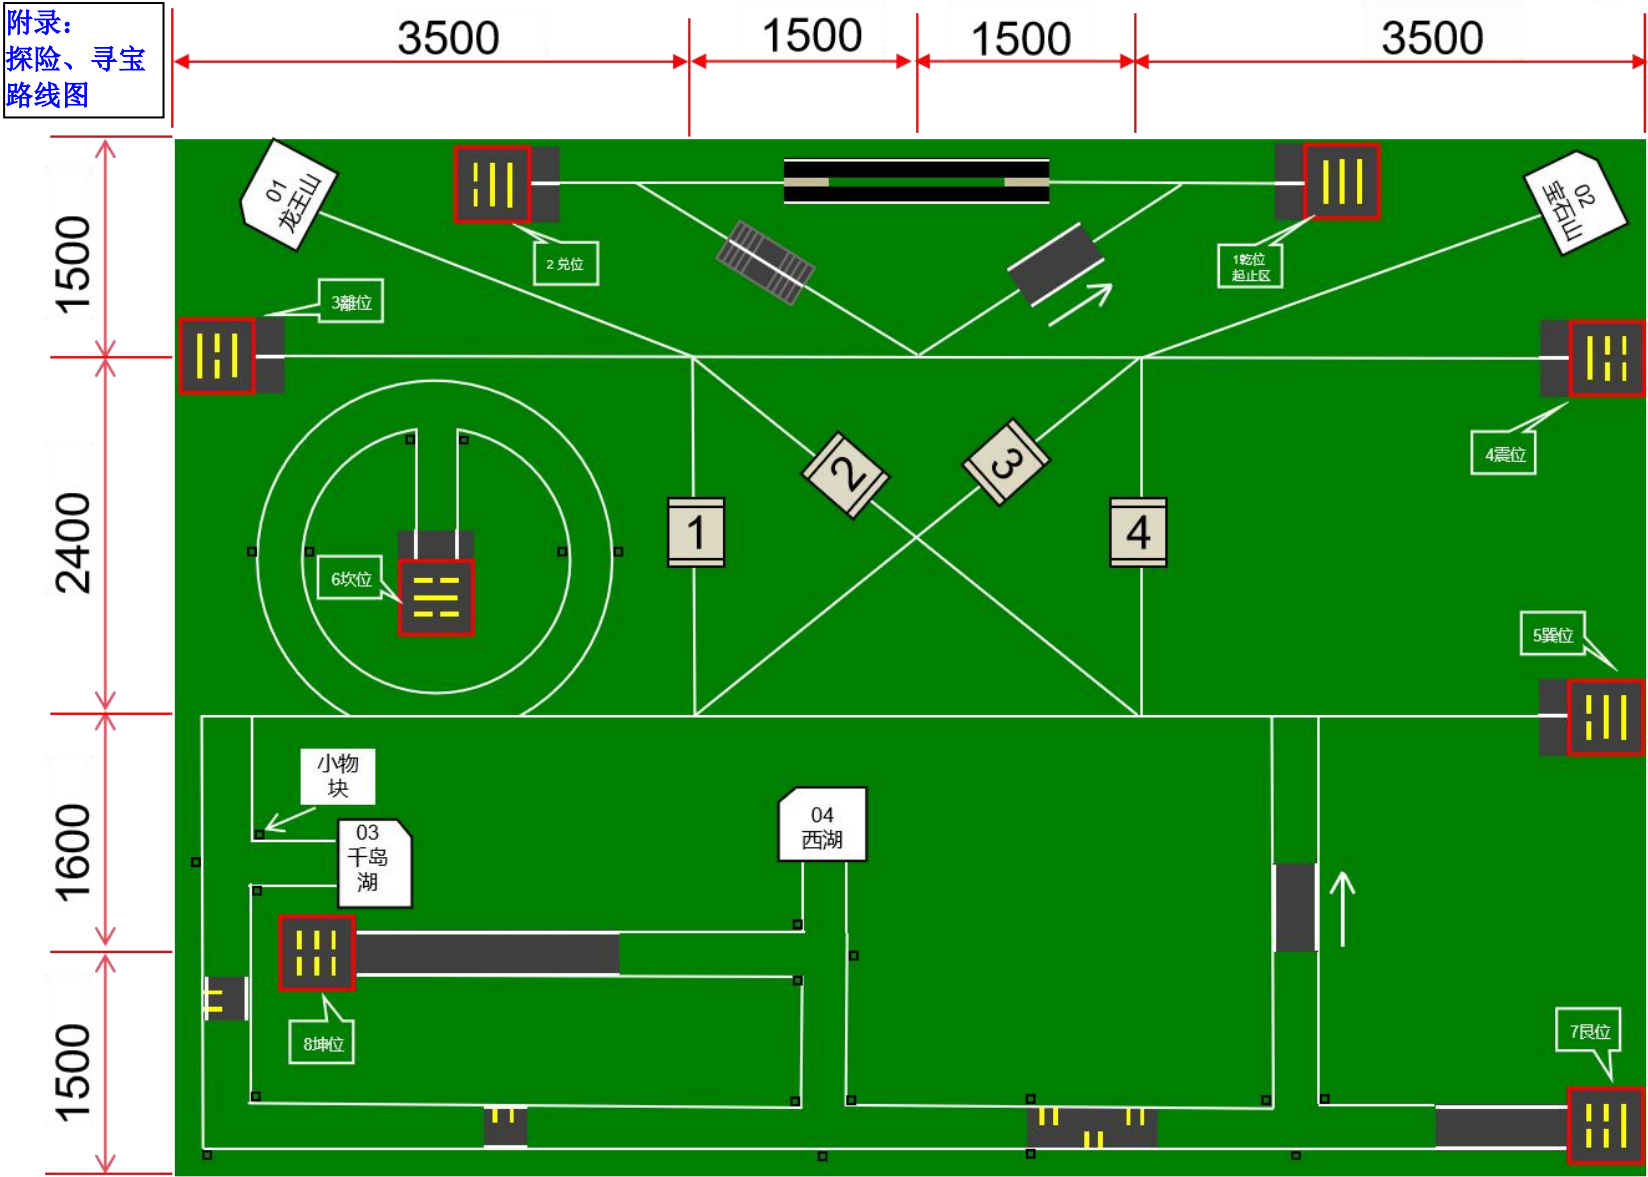 附录：
探险、寻宝
路线图
3500
1500
1500
3500
1500
2400
1600
1500
01
龙王山
2 兑位
1乾位
起止区
02
宝石山
3離位
4震位
1
2
3
4
6坎位
5巽位
小物
块
03
千岛
湖
04
西湖
8坤位
7艮位